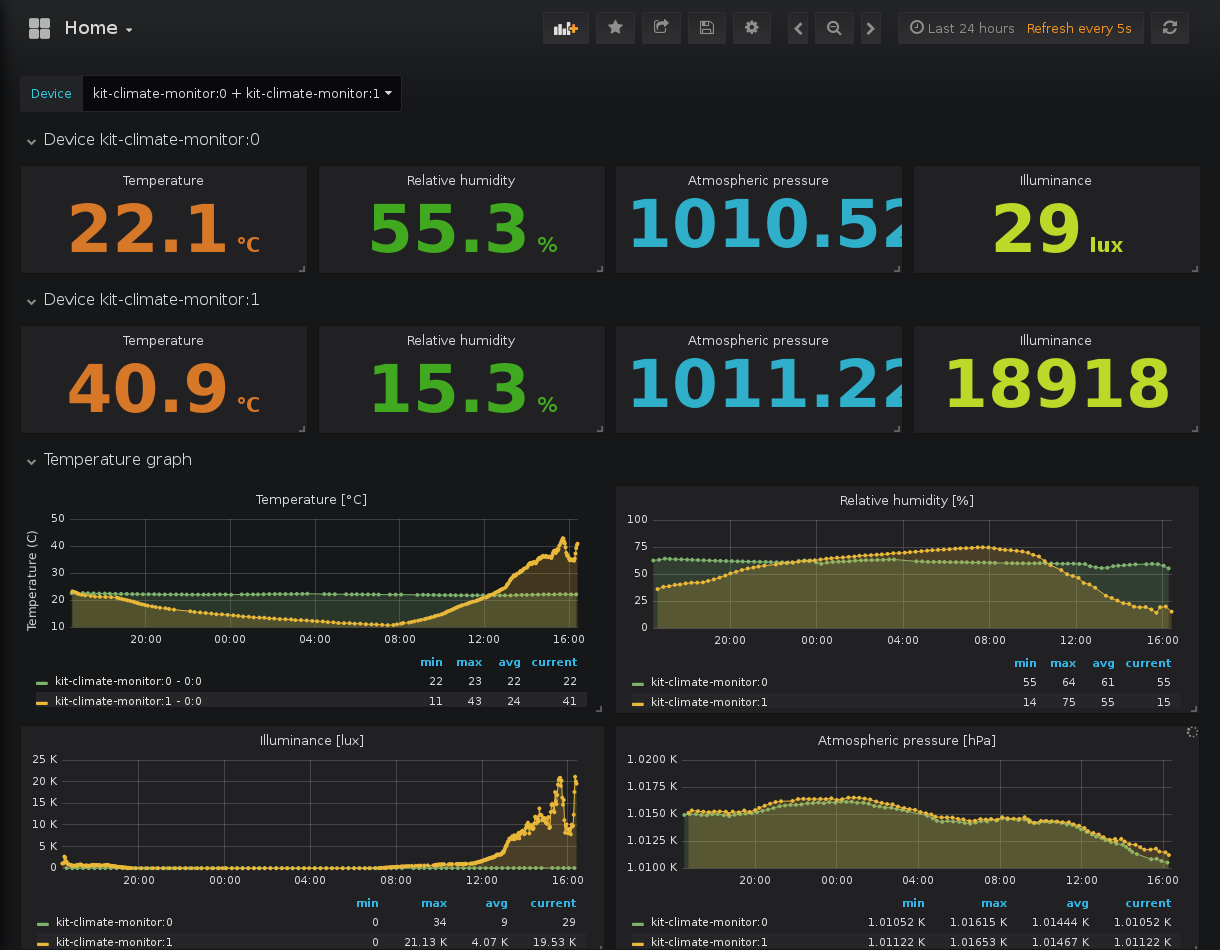 Home
Last 24 hours Refresh every 5s
Device kit-climate-monitor:0 + kit-climate-monitor:1
Device kit-climate-monitor:0
Temperature Relative humidity Atmospheric pressure Illuminance
22.1 °C 55.3 % 1010.52 29 lux
Device kit-climate-monitor:1
Temperature Relative humidity Atmospheric pressure Illuminance
40.9 °C 15.3 % 1011.22 18918
Temperature graph
Temperature [°C]
Temperature (C)
50
40
30
20
10
20:00 00:00 04:00 08:00 12:00 16:00
min max avg current
kit-climate-monitor:0 - 0:0 22 23 22 22
kit-climate-monitor:1 - 0:0 11 43 24 41
Relative humidity [%]
100
75
50
25
0
20:00 00:00 04:00 08:00 12:00 16:00
min max avg current
kit-climate-monitor:0 55 64 61 55
kit-climate-monitor:1 14 75 55 15
Illuminance [lux]
25 K
20 K
15 K
10 K
5 K
0
20:00 00:00 04:00 08:00 12:00 16:00
min max avg current
kit-climate-monitor:0 0 34 9 29
kit-climate-monitor:1 0 21.13 K 4.07 K 19.53 K
Atmospheric pressure [hPa]
1.0200 K
1.0175 K
1.0150 K
1.0125 K
1.0100 K
20:00 00:00 04:00 08:00 12:00 16:00
min max avg current
kit-climate-monitor:0 1.01052 K 1.01615 K 1.01444 K 1.01052 K
kit-climate-monitor:1 1.01122 K 1.01653 K 1.01467 K 1.01122 K